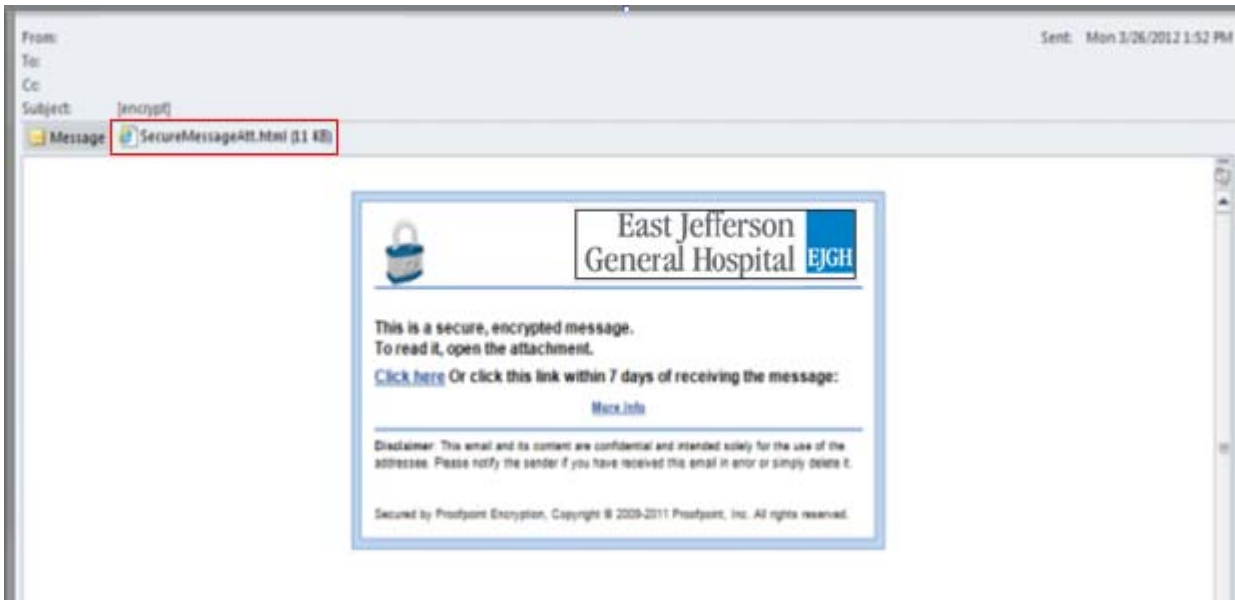 From:
Sent: Mon 3/26/2012 1:52 PM
To:
Cc:
Subject: [encrypt]
Message SecureMessageAtt.html (11 KB)
East Jefferson
General Hospital EJGH
This is a secure, encrypted message.
To read it, open the attachment.
Click here Or click this link within 7 days of receiving the message:
More Info
Disclaimer: This email and its content are confidential and intended solely for the use of the
addressee. Please notify the sender if you have received this email in error or simply delete it.
Secured by Proofpoint Encryption, Copyright © 2009-2011 Proofpoint, Inc. All rights reserved.